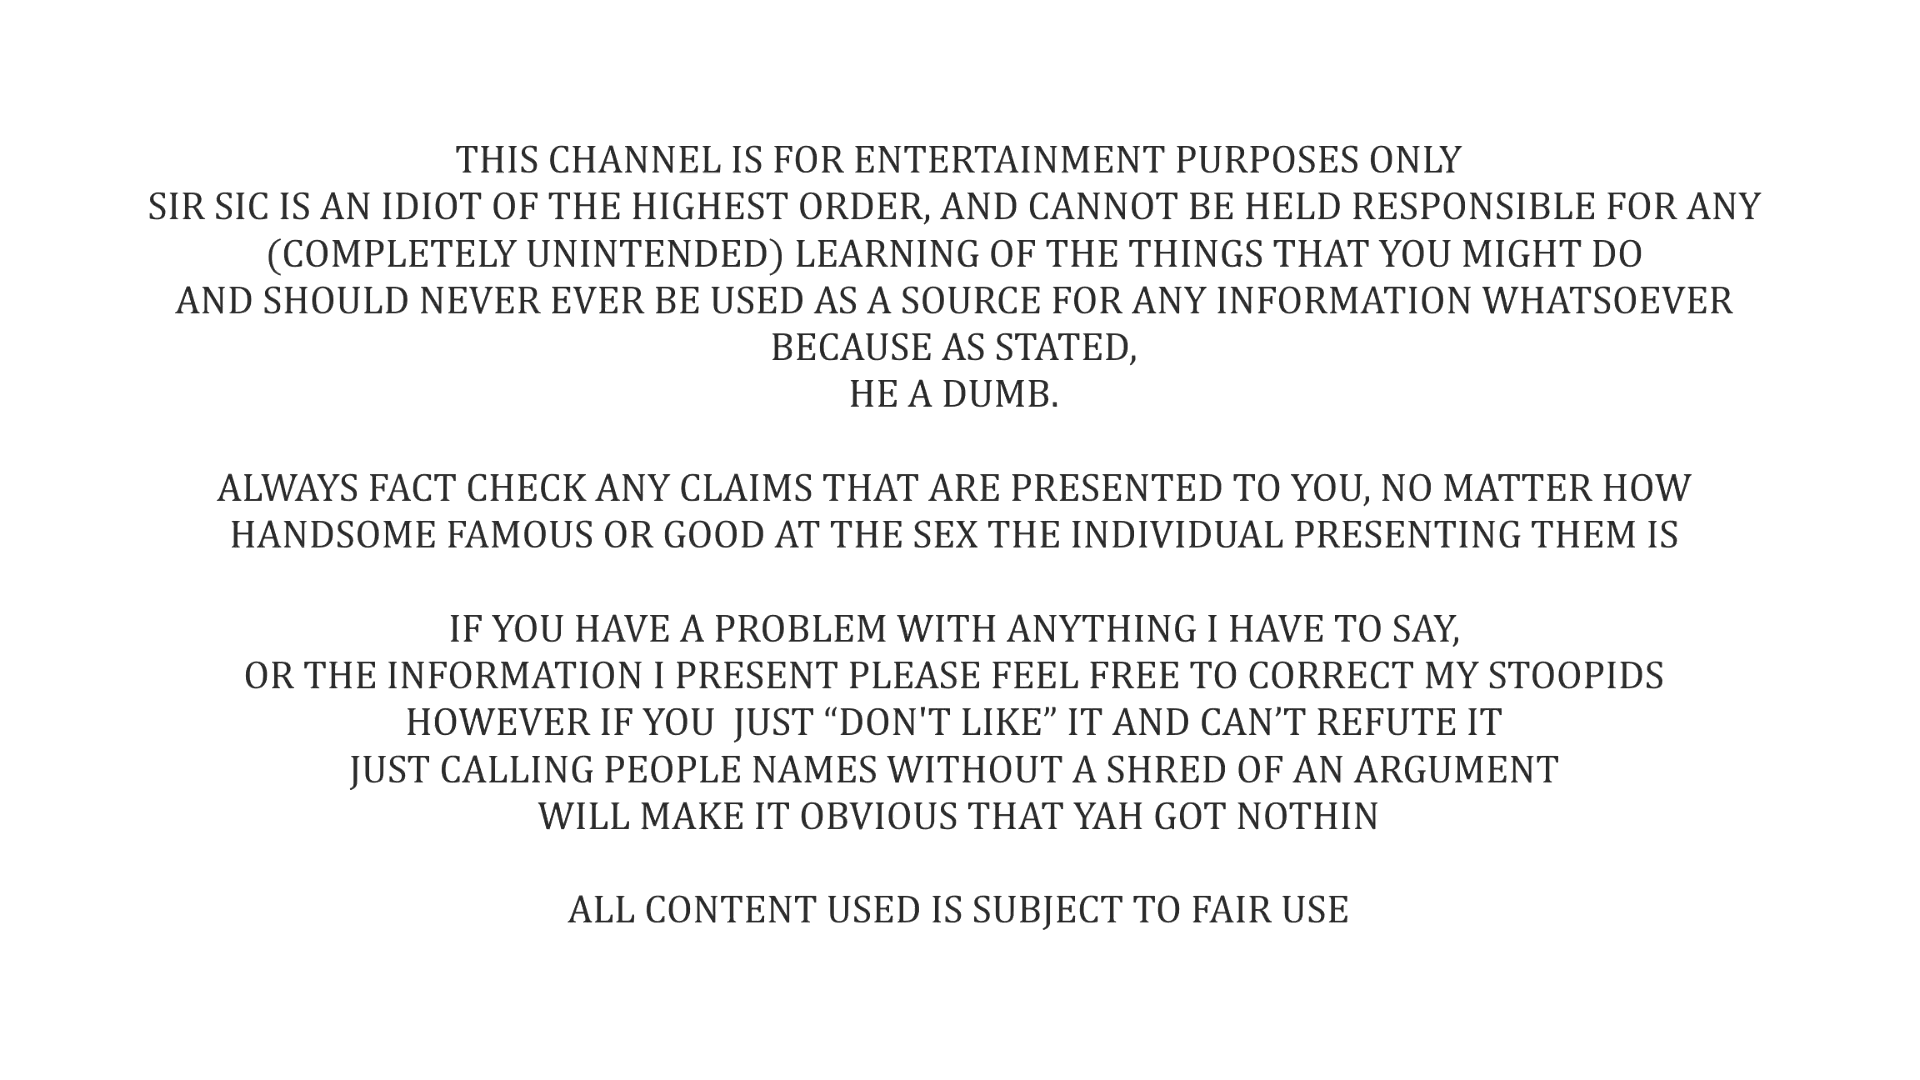 THIS CHANNEL IS FOR ENTERTAINMENT PURPOSES ONLY
SIR SIC IS AN IDIOT OF THE HIGHEST ORDER, AND CANNOT BE HELD RESPONSIBLE FOR ANY
(COMPLETELY UNINTENDED) LEARNING OF THE THINGS THAT YOU MIGHT DO
AND SHOULD NEVER EVER BE USED AS A SOURCE FOR ANY INFORMATION WHATSOEVER
BECAUSE AS STATED,
HE A DUMB.
ALWAYS FACT CHECK ANY CLAIMS THAT ARE PRESENTED TO YOU, NO MATTER HOW
HANDSOME FAMOUS OR GOOD AT THE SEX THE INDIVIDUAL PRESENTING THEM IS
IF YOU HAVE A PROBLEM WITH ANYTHING I HAVE TO SAY,
OR THE INFORMATION I PRESENT PLEASE FEEL FREE TO CORRECT MY STOOPIDS
HOWEVER IF YOU  JUST “DON'T LIKE” IT AND CAN’T REFUTE IT
JUST CALLING PEOPLE NAMES WITHOUT A SHRED OF AN ARGUMENT
WILL MAKE IT OBVIOUS THAT YAH GOT NOTHIN
ALL CONTENT USED IS SUBJECT TO FAIR USE